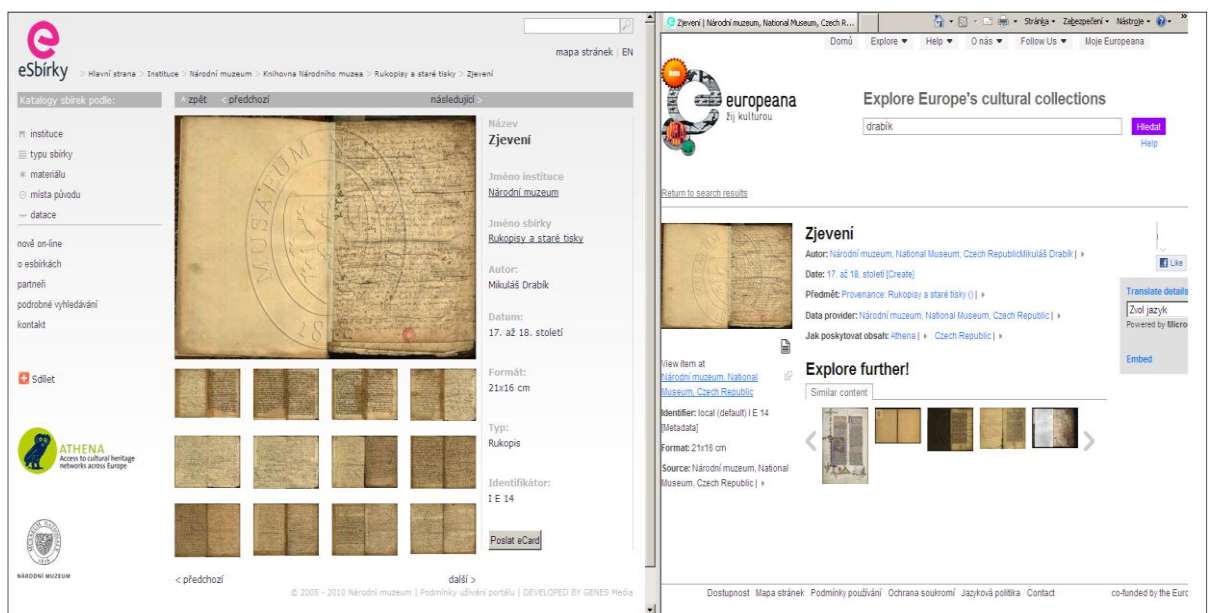 eSbírky
mapa stránek | EN
> Hlavní strana > Instituce > Národní muzeum > Knihovna Národního muzea > Rukopisy a staré tisky > Zjevení
Katalogy sbírek podle:
instituce
typu sbírky
materiálu
místa původu
datace
nově on-line
o esbírkách
partneři
podrobné vyhledávání
kontakt
Sdílet
ATHENA
Access to cultural heritage
networks across Europe
NÁRODNÍ MUZEUM
^ zpět < předchozí následující >
MUSAEUM
Název
Zjevení
Jméno instituce
Národní muzeum
Jméno sbírky
Rukopisy a staré tisky
Autor:
Mikuláš Drabík
Datum:
17. až 18. století
Formát:
21x16 cm
Typ:
Rukopis
Identifikátor:
I E 14
Poslat eCard
< předchozí další >
© 2005 - 2010 Národní muzeum | Podmínky užívání portálu | DEVELOPED BY GENES Media
Zjevení | Národní muzeum, National Museum, Czech R...
Stránka Zabezpečení Nástroje »
Domů Explore Help O nás Follow Us Moje Europeana
europeana
žij kulturou
Explore Europe's cultural collections
drabík
Hledat
Help
Return to search results
Zjevení
Autor: Národní muzeum, National Museum, Czech RepublicMikuláš Drabík |
Date: 17. až 18. století [Create]
Předmět: Provenance: Rukopisy a staré tisky () |
Data provider: Národní muzeum, National Museum, Czech Republic |
Jak poskytovat obsah: Athena | Czech Republic |
Like
Translate details
Zvol jazyk
Powered by Micro
Embed
View item at
Národní muzeum, National
Museum, Czech Republic
Identifier: local (default) I E 14
[Metadata]
Format: 21x16 cm
Source: Národní muzeum, National
Museum, Czech Republic |
Explore further!
Similar content
Dostupnost Mapa stránek Podmínky používání Ochrana soukromí Jazyková politika Contact co-funded by the Euro